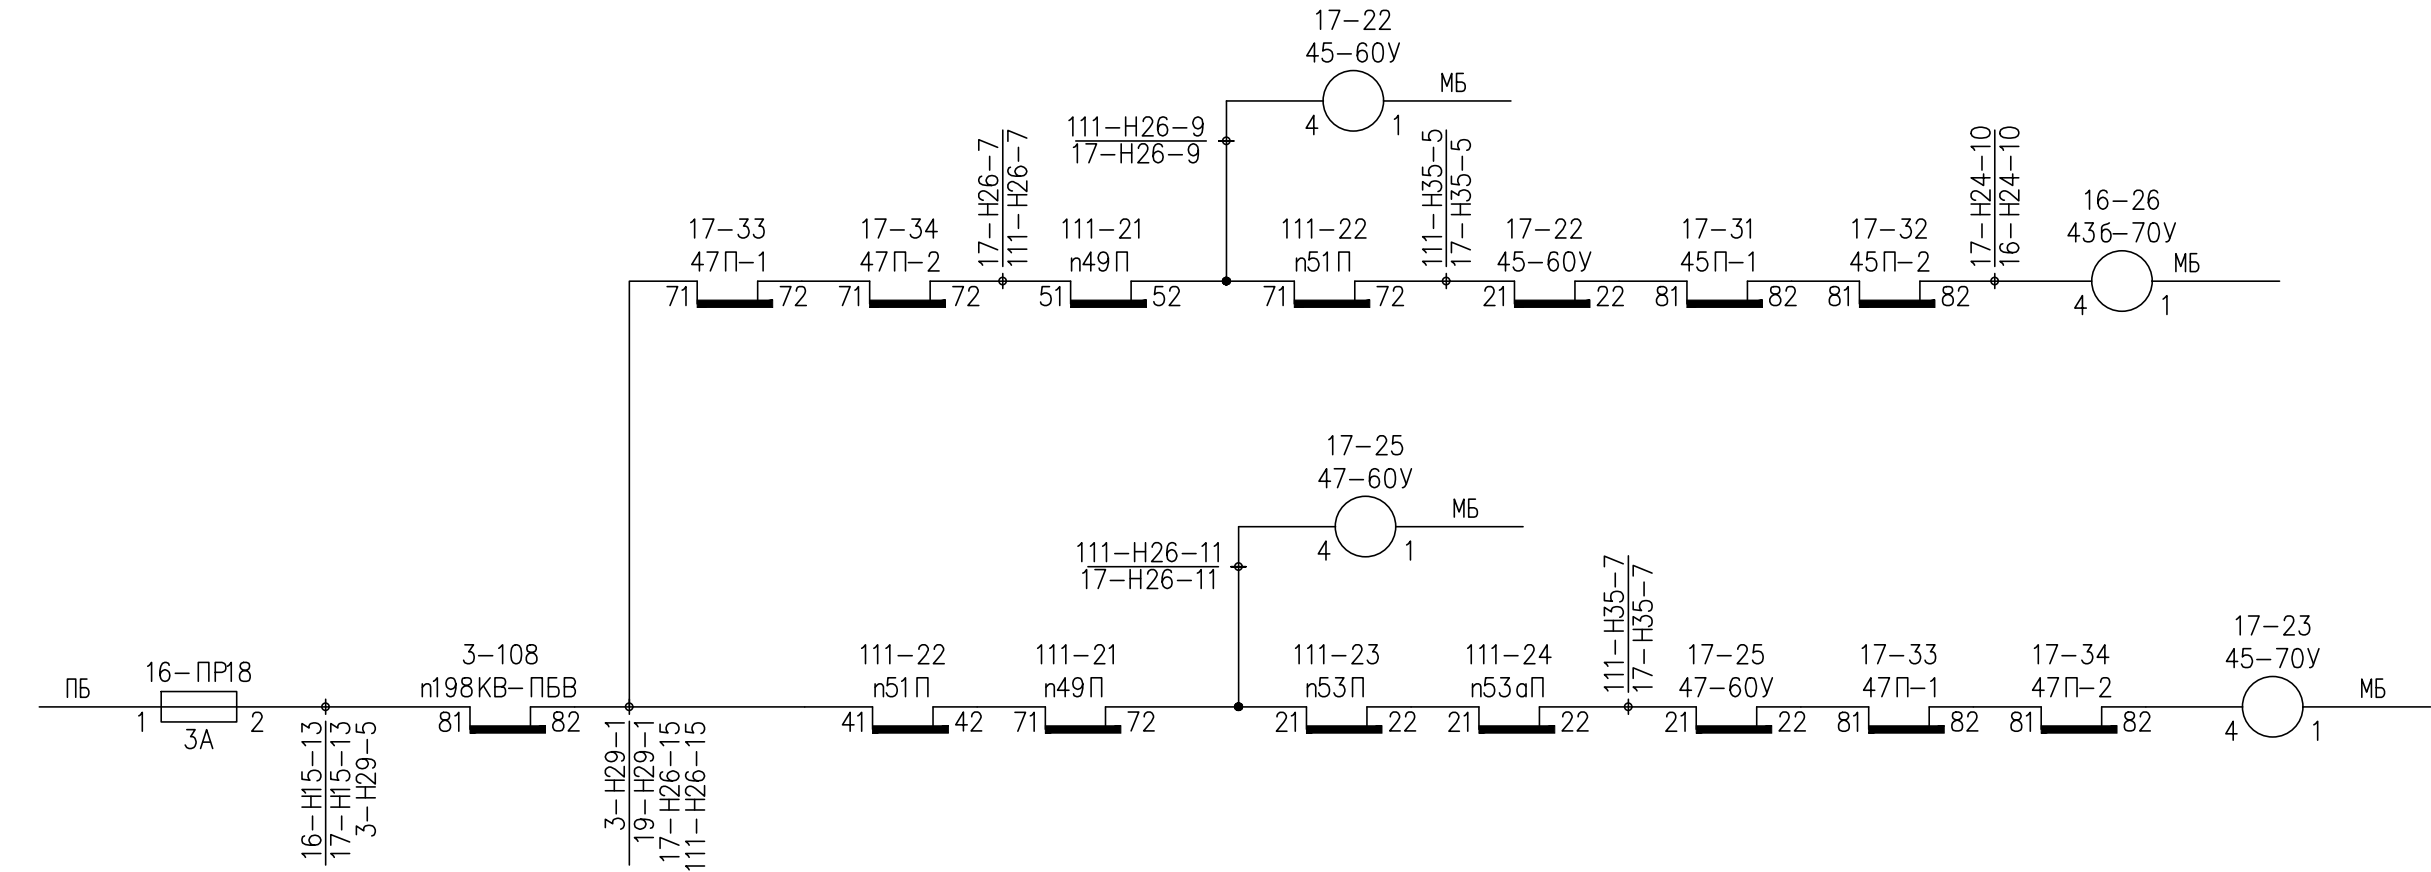 17-22
45-60У
МБ
4
1
111-Н26-9
17-Н26-9
17-Н26-7
111-Н26-7
111-Н35-5
17-Н35-5
17-Н24-10
16-Н24-10
17-33
47П-1
71
72
17-34
47П-2
71
72
111-21
п49П
51
52
111-22
п51П
71
72
17-22
45-60У
21
22
17-31
45П-1
81
82
17-32
45П-2
81
82
16-26
43б-70У
МБ
4
1
17-25
47-60У
МБ
4
1
111-Н26-11
17-Н26-11
111-Н35-7
17-Н35-7
ПБ
16-ПР18
1
2
3А
16-Н15-13
17-Н15-13
3-Н29-5
3-108
п198КВ-ПБВ
81
82
3-Н29-1
19-Н29-1
17-Н26-15
111-Н26-15
111-22
п51П
41
42
111-21
п49П
71
72
111-23
п53П
21
22
111-24
п53аП
21
22
17-25
47-60У
21
22
17-33
47П-1
81
82
17-34
47П-2
81
82
17-23
45-70У
МБ
4
1